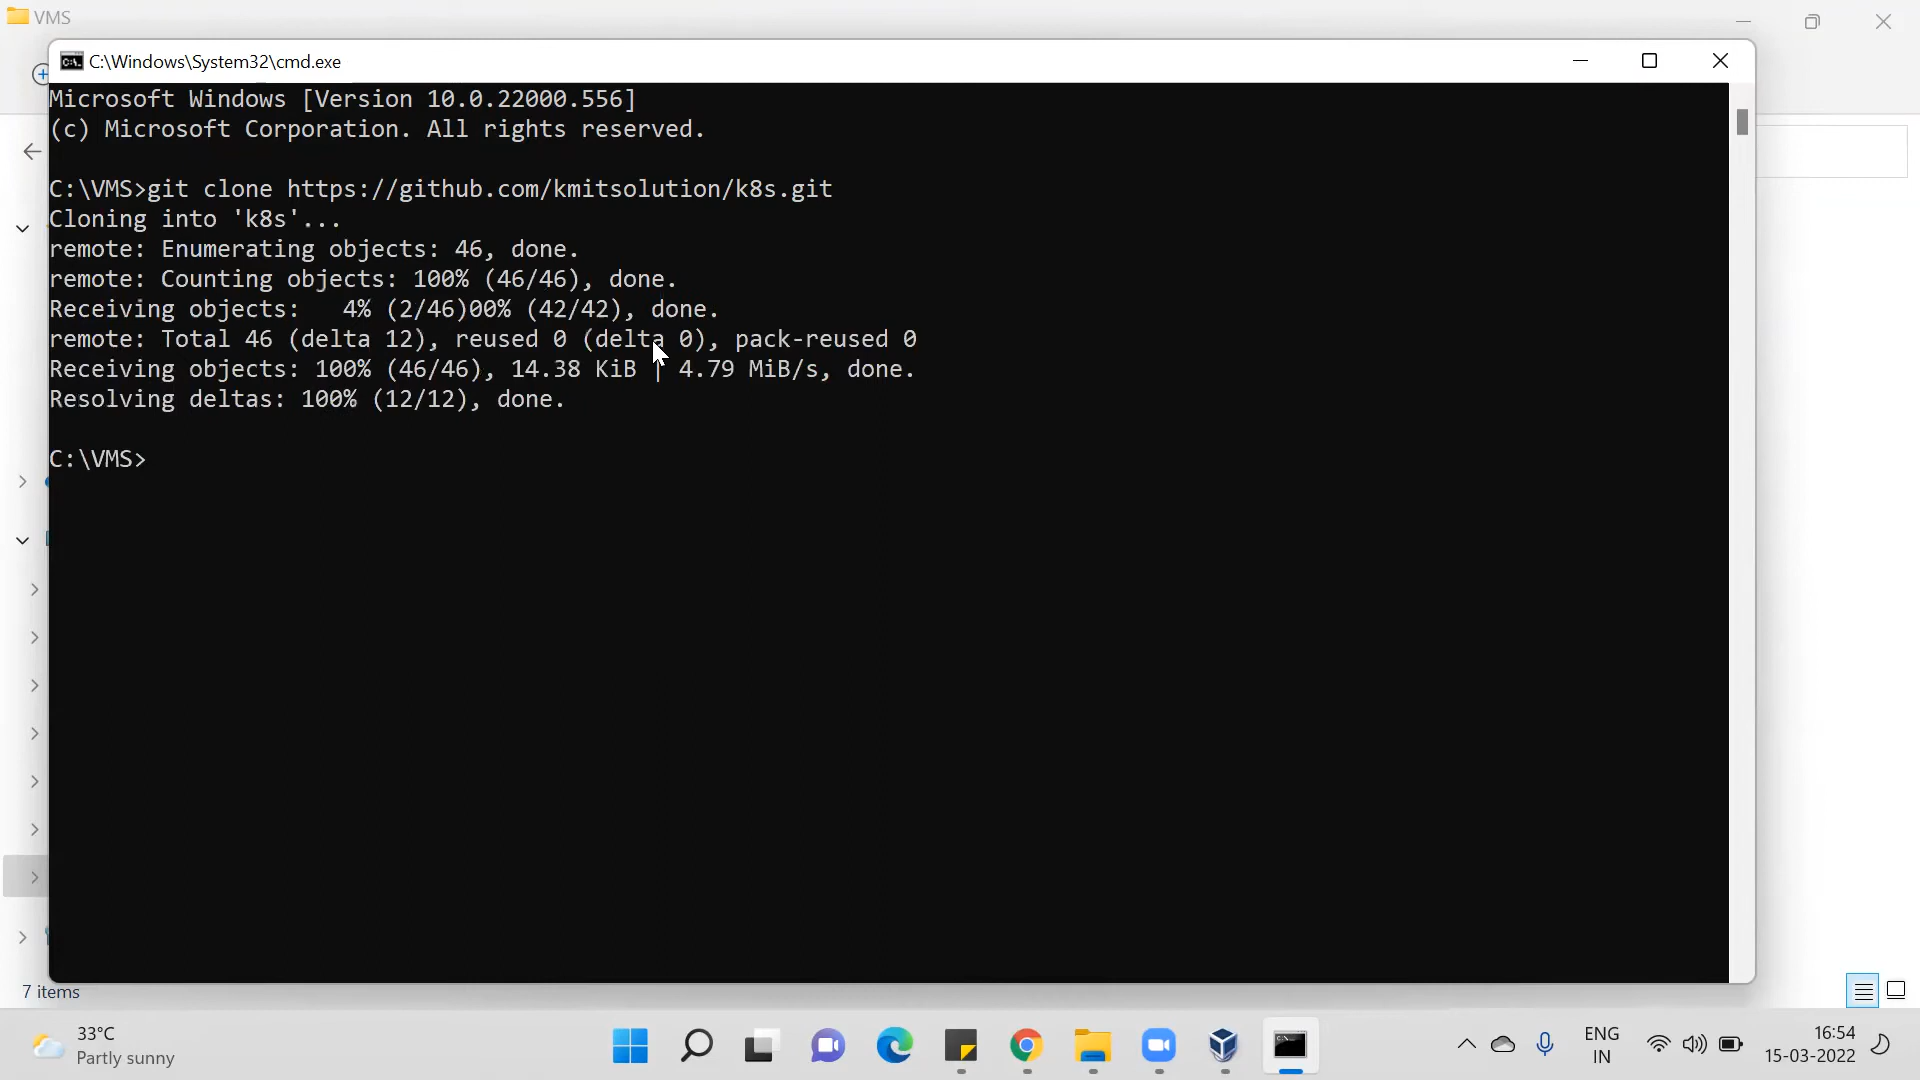 VMS
C:\Windows\System32\cmd.exe
Microsoft Windows [Version 10.0.22000.556]
(c) Microsoft Corporation. All rights reserved.
C:\VMS>git clone https://github.com/kmitsolution/k8s.git
Cloning into 'k8s'...
remote: Enumerating objects: 46, done.
remote: Counting objects: 100% (46/46), done.
Receiving objects:   4% (2/46)00% (42/42), done.
remote: Total 46 (delta 12), reused 0 (delta 0), pack-reused 0
Receiving objects: 100% (46/46), 14.38 KiB | 4.79 MiB/s, done.
Resolving deltas: 100% (12/12), done.
C:\VMS>
7 items
33°C
Partly sunny
ENG
IN
16:54
15-03-2022